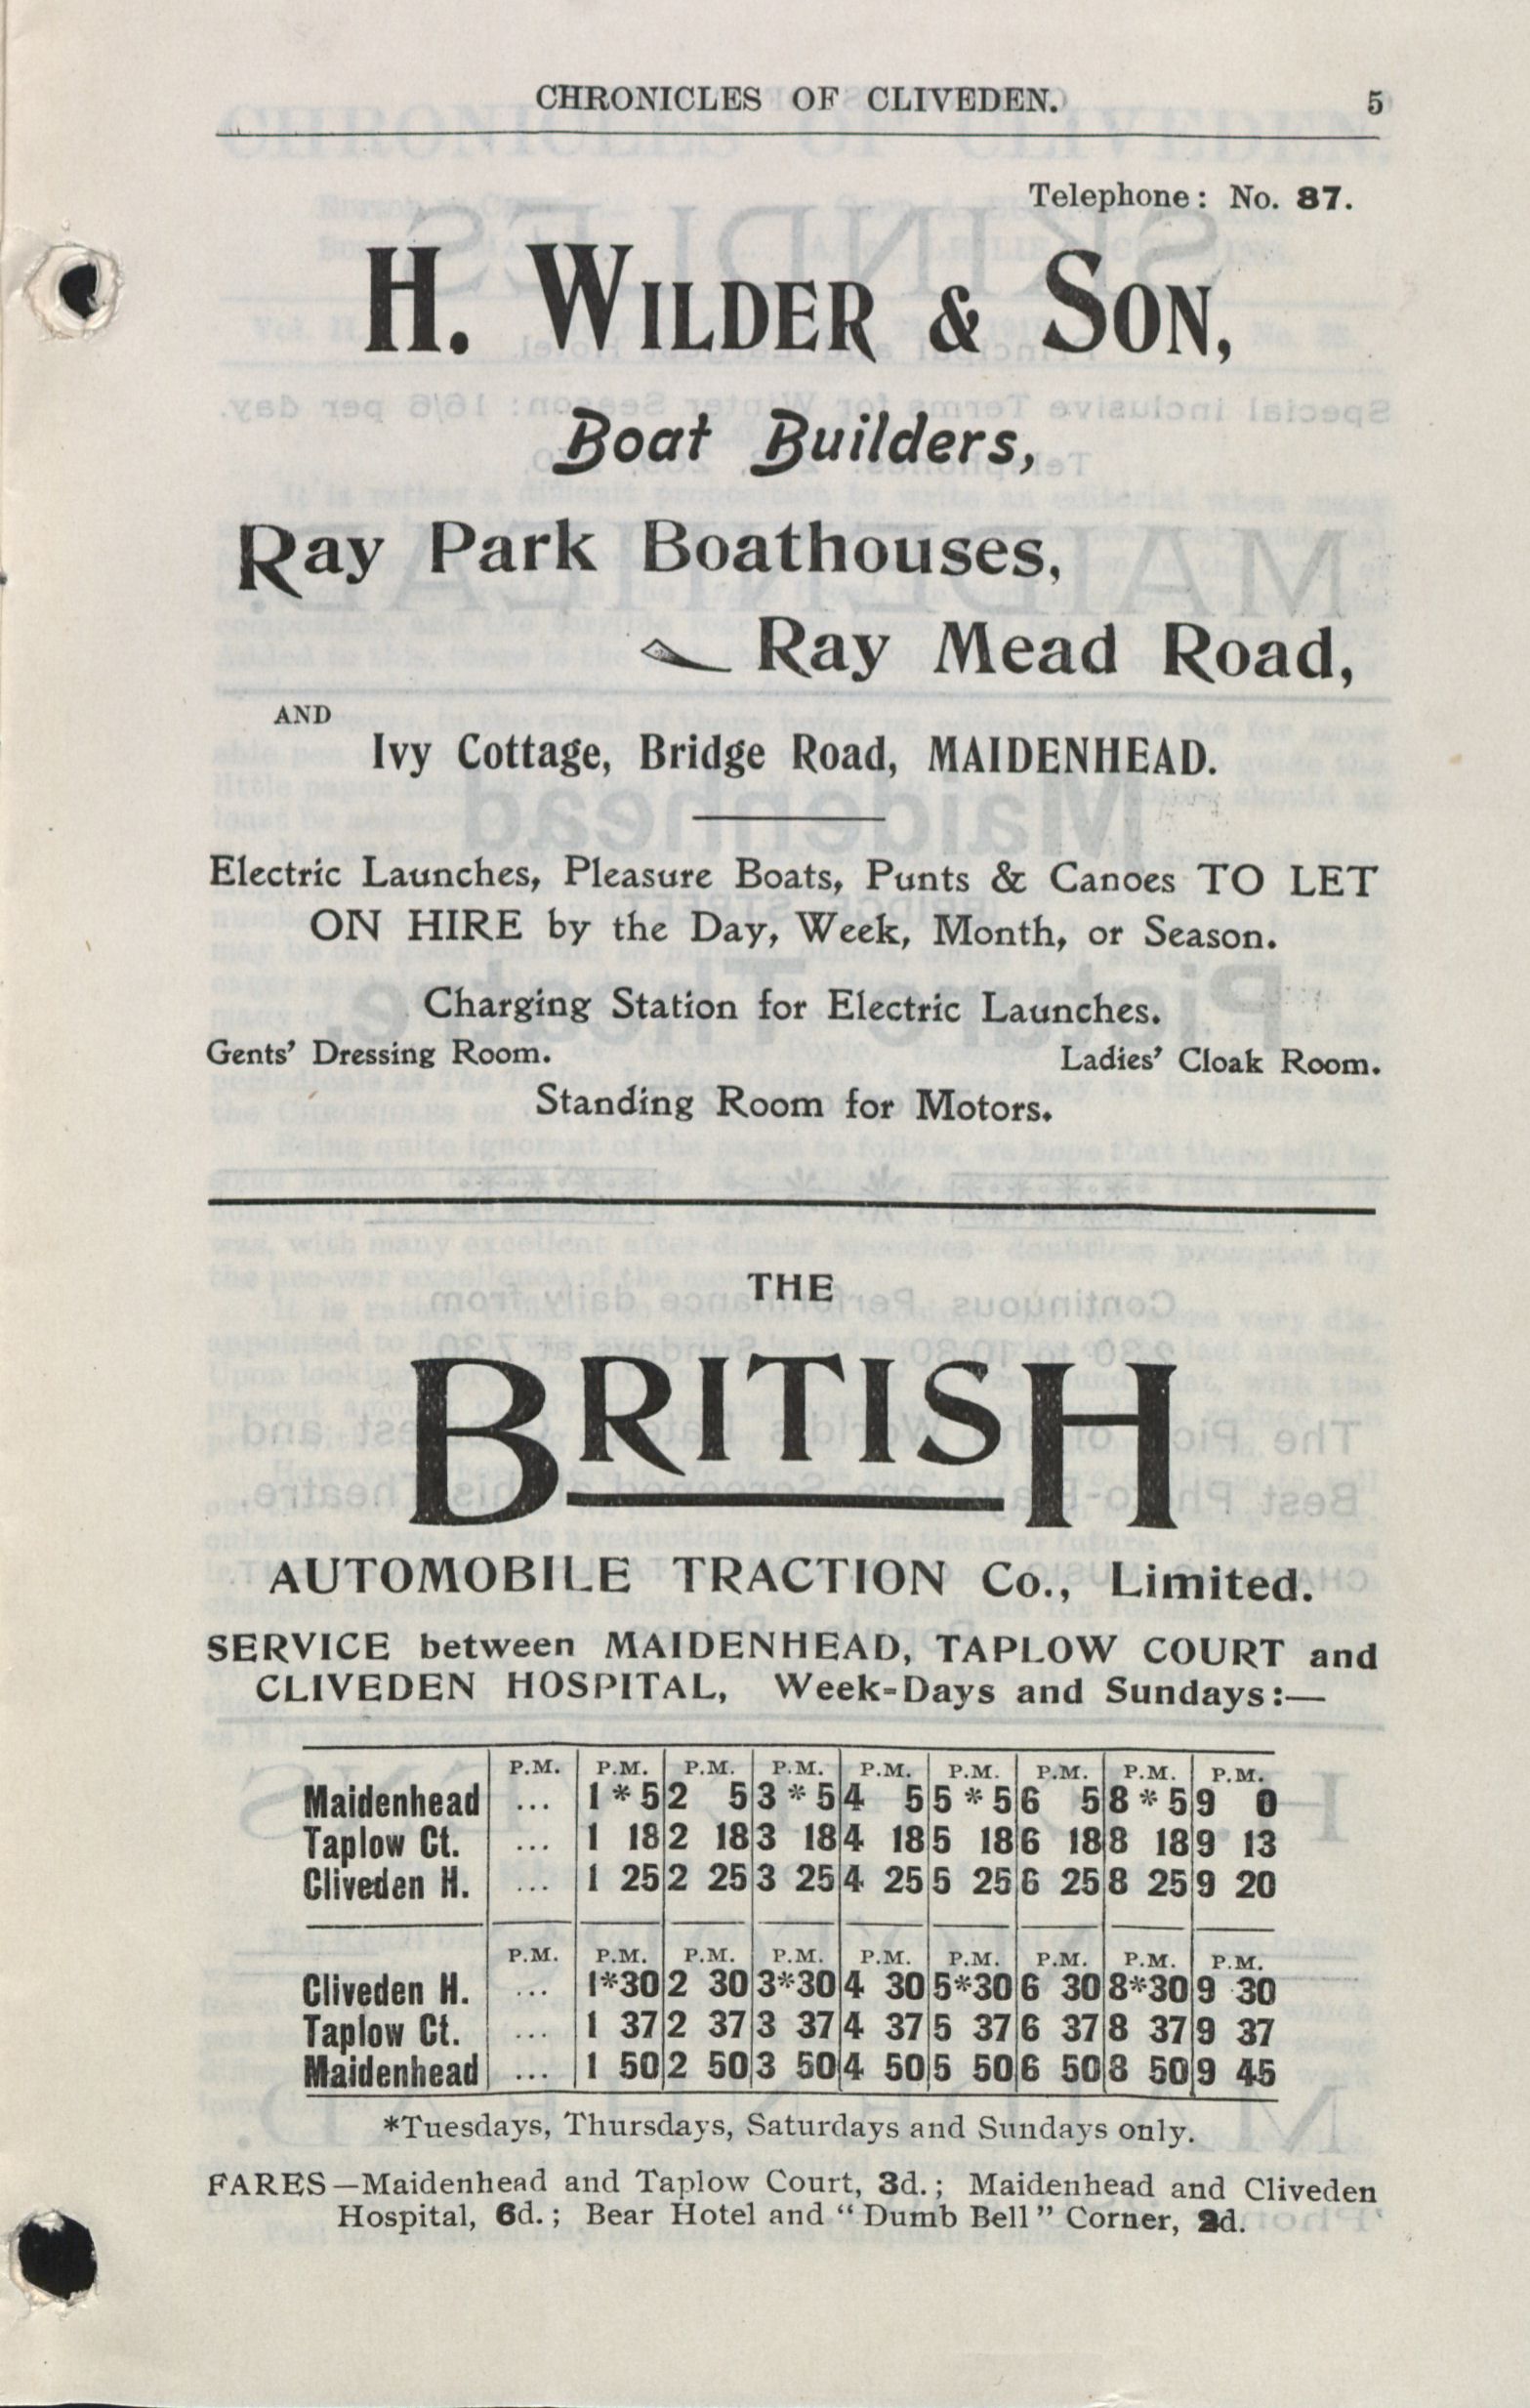 CHRONICLES OF CLIVEDEN. 5
Telephone: No. 87.
H. WILDER & SON,
Boat Builders,
Ray Park Boathouses,
Ray Mead Road,
AND
Ivy Cottage, Bridge Road, MAIDENHEAD.
Electric Launches, Pleasure Boats, Punts & Canoes TO LET
ON HIRE by the Day, Week, Month, or Season.
Charging Station for Electric Launches.
Gents' Dressing Room. Ladies' Cloak Room.
Standing Room for Motors.
THE
BRITISH
AUTOMOBILE TRACTION Co., Limited.
SERVICE between MAIDENHEAD, TAPLOW COURT and
CLIVEDEN HOSPITAL, Week-Days and Sundays:—
P.M. P.M. P.M. P.M. P.M. P.M. P.M. P.M. P.M.
Maidenhead ... 1*5 2 5 3*5 4 5 5*5 6 5 8*5 9 0
Taplow Ct. ... 1 18 2 18 3 18 4 18 5 18 6 18 8 18 9 13
Cliveden H. ... 1 25 2 25 3 25 4 25 5 25 6 25 8 25 9 20
P.M. P.M. P.M. P.M. P.M. P.M. P.M. P.M. P.M.
Cliveden H. ... 1*30 2 30 3*30 4 30 5*30 6 30 8*30 9 30
Taplow Ct. ... 1 37 2 37 3 37 4 37 5 37 6 37 8 37 9 37
Maidenhead ... 1 50 2 50 3 50 4 50 5 50 6 50 8 50 9 45
*Tuesdays, Thursdays, Saturdays and Sundays only.
FARES—Maidenhead and Taplow Court, 3d.; Maidenhead and Cliveden
Hospital, 6d.; Bear Hotel and "Dumb Bell" Corner, 2d.